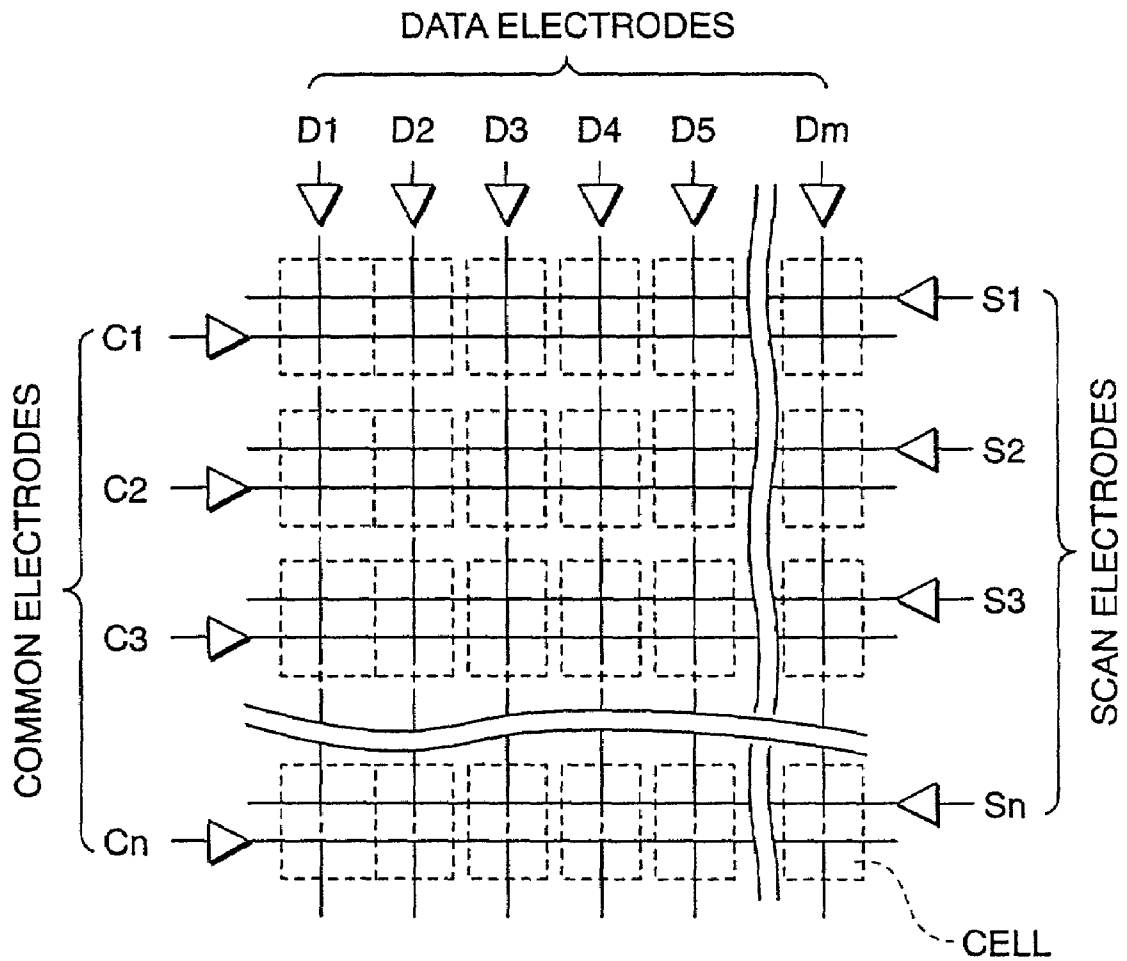 DATA ELECTRODES
D1 D2 D3 D4 D5 Dm
S1
C1
S2
C2
S3
C3
Sn
Cn
COMMON ELECTRODES
SCAN ELECTRODES
CELL